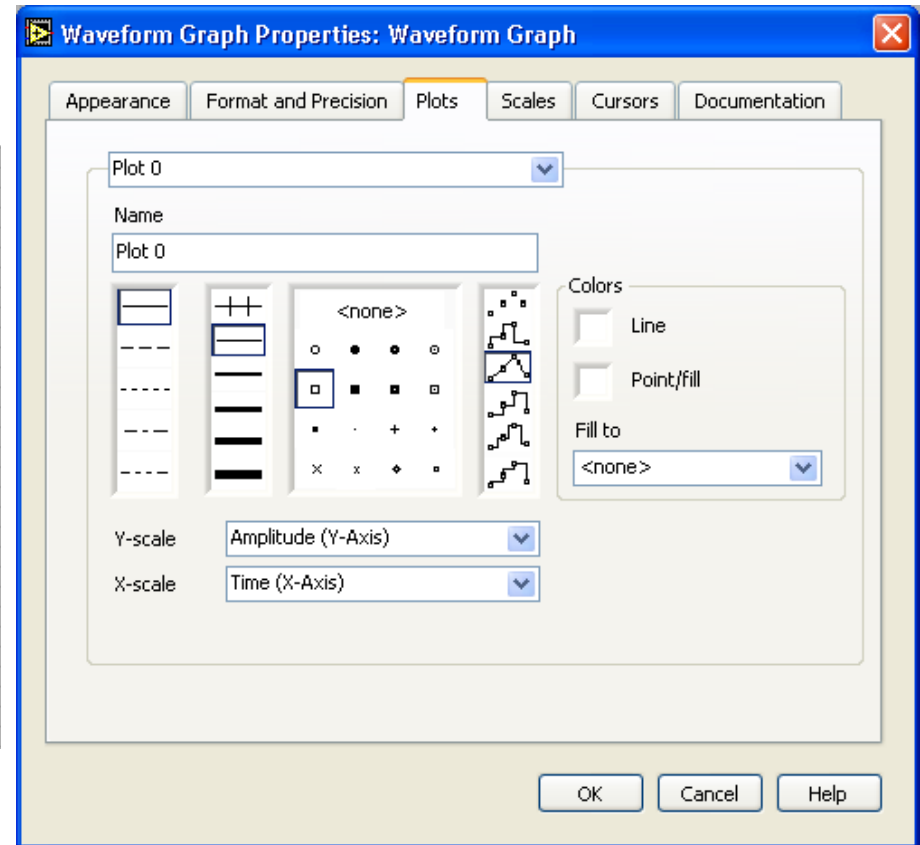 Waveform Graph Properties: Waveform Graph
Appearance Format and Precision Plots Scales Cursors Documentation
Plot 0
Name
Plot 0
<none>
Colors
Line
Point/fill
Fill to
<none>
Y-scale Amplitude (Y-Axis)
X-scale Time (X-Axis)
OK Cancel Help